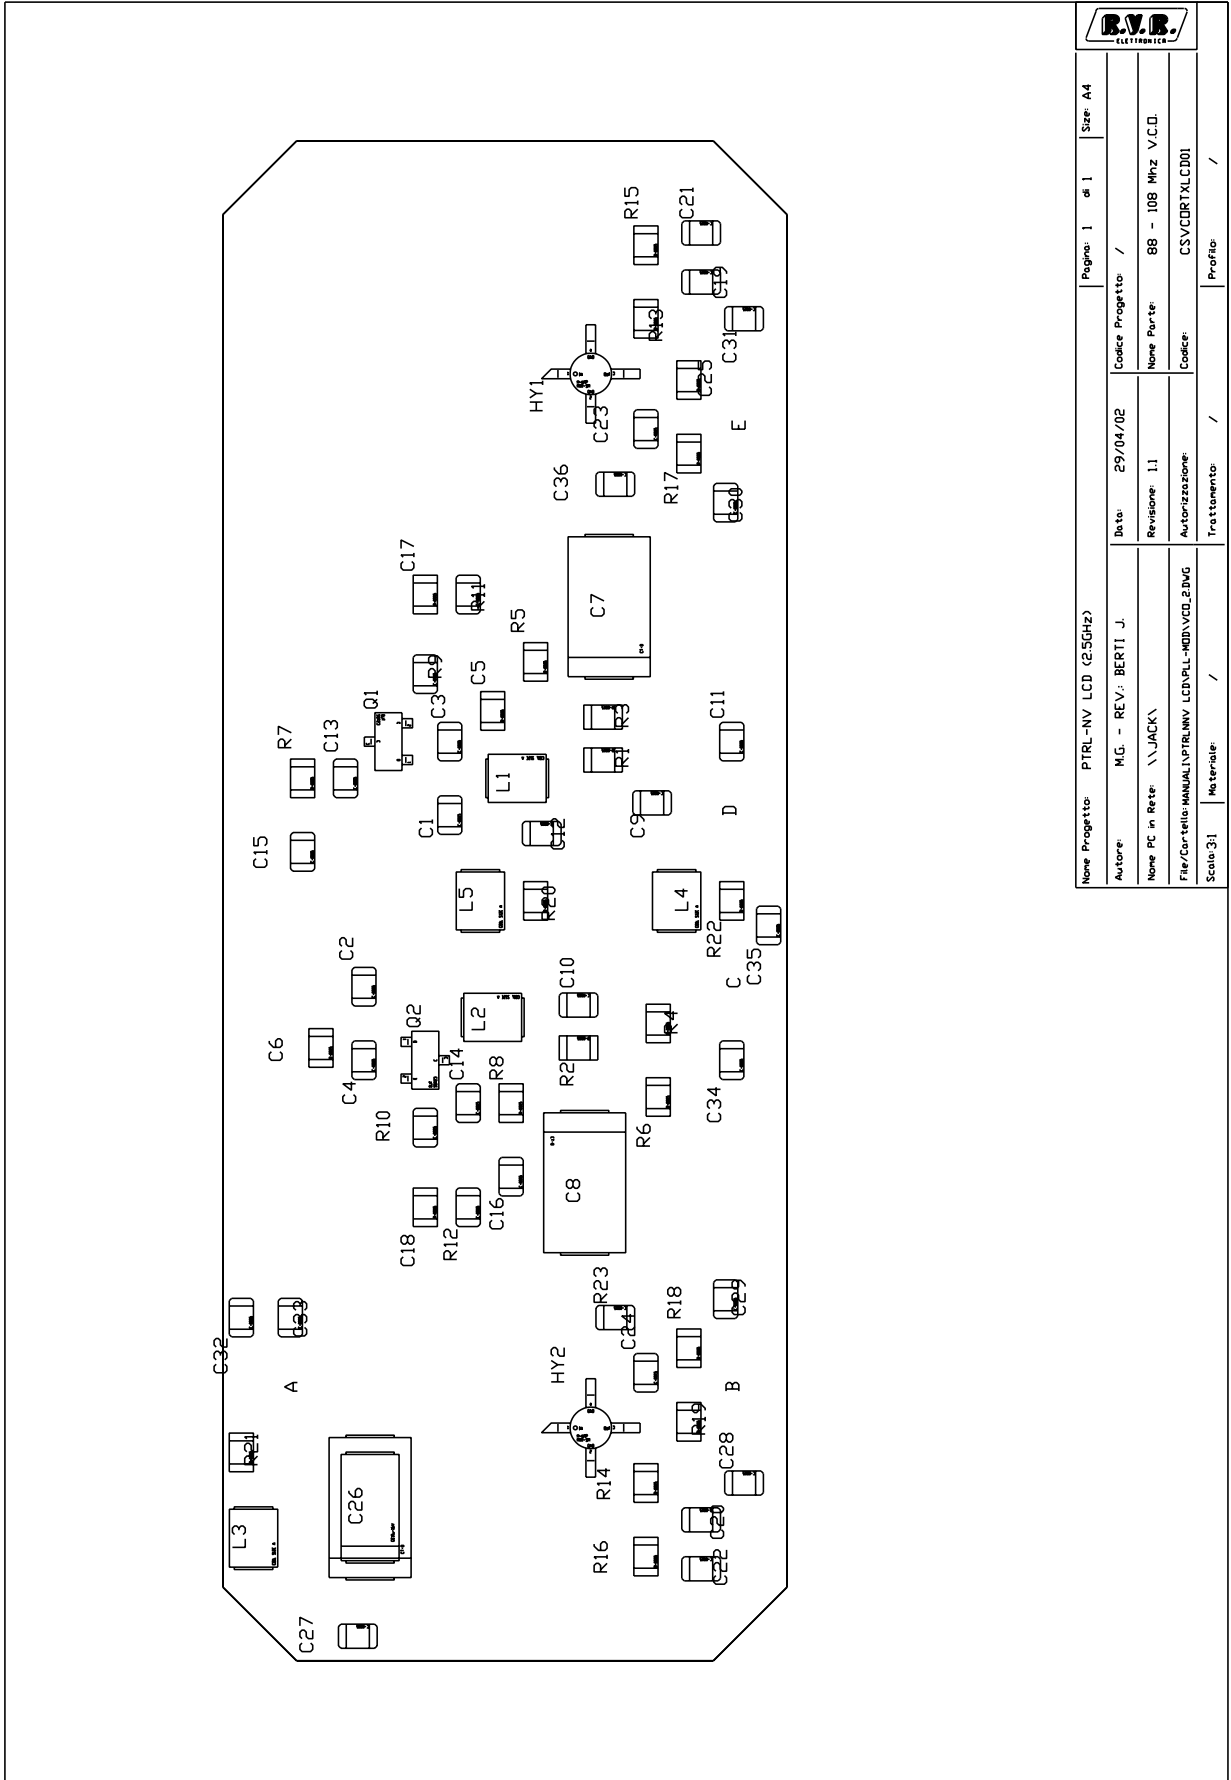 R.V.R.
ELETTRONICA
Nome Progetto: PTRL-NV LCD (2.5GHz)
Pagina: 1 di 1
Size: A4
Autore: M.G. - REV.: BERTI J.
Data: 29/04/02
Codice Progetto: /
Nome PC in Rete: \\JACK\
Revisione: 1.1
Nome Parte: 88 - 108 Mhz V.C.O.
File/Cartella: MANUALI\PTRLNNV LCD\PLL-MOD\VCO_2.DWG
Autorizzazione:
Codice: CSVCORTXLCD01
Scala: 3:1
Materiale: /
Trattamento: /
Profilo: /
R15
C21
C19
R13
C31
HY1
C25
C23
E
C36
R17
C30
C17
R11
C7
R5
R9
C5
Q1
C3
R3
C11
R7
C13
L1
R1
C1
C12
C9
D
C15
L5
R20
L4
R22
C35
C2
C10
C
Q2
L2
R4
C6
C4
C14
R8
R2
C34
R10
R6
C8
C18
R12
C16
R23
R18
C29
C32
C33
C24
HY2
A
B
R19
R21
C28
R14
L3
C26
C20
R16
C22
C27